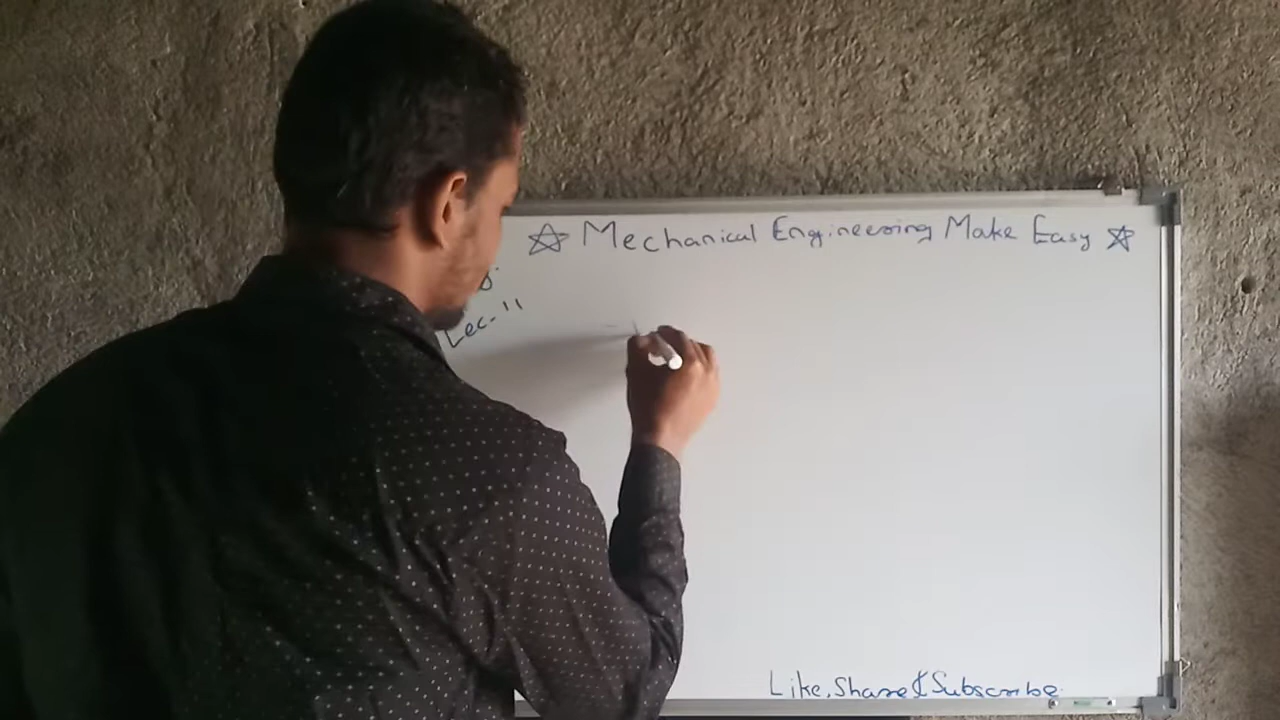 ☆ Mechanical Engineering Make Easy ☆
Lec-11
Like, Share & Subscribe